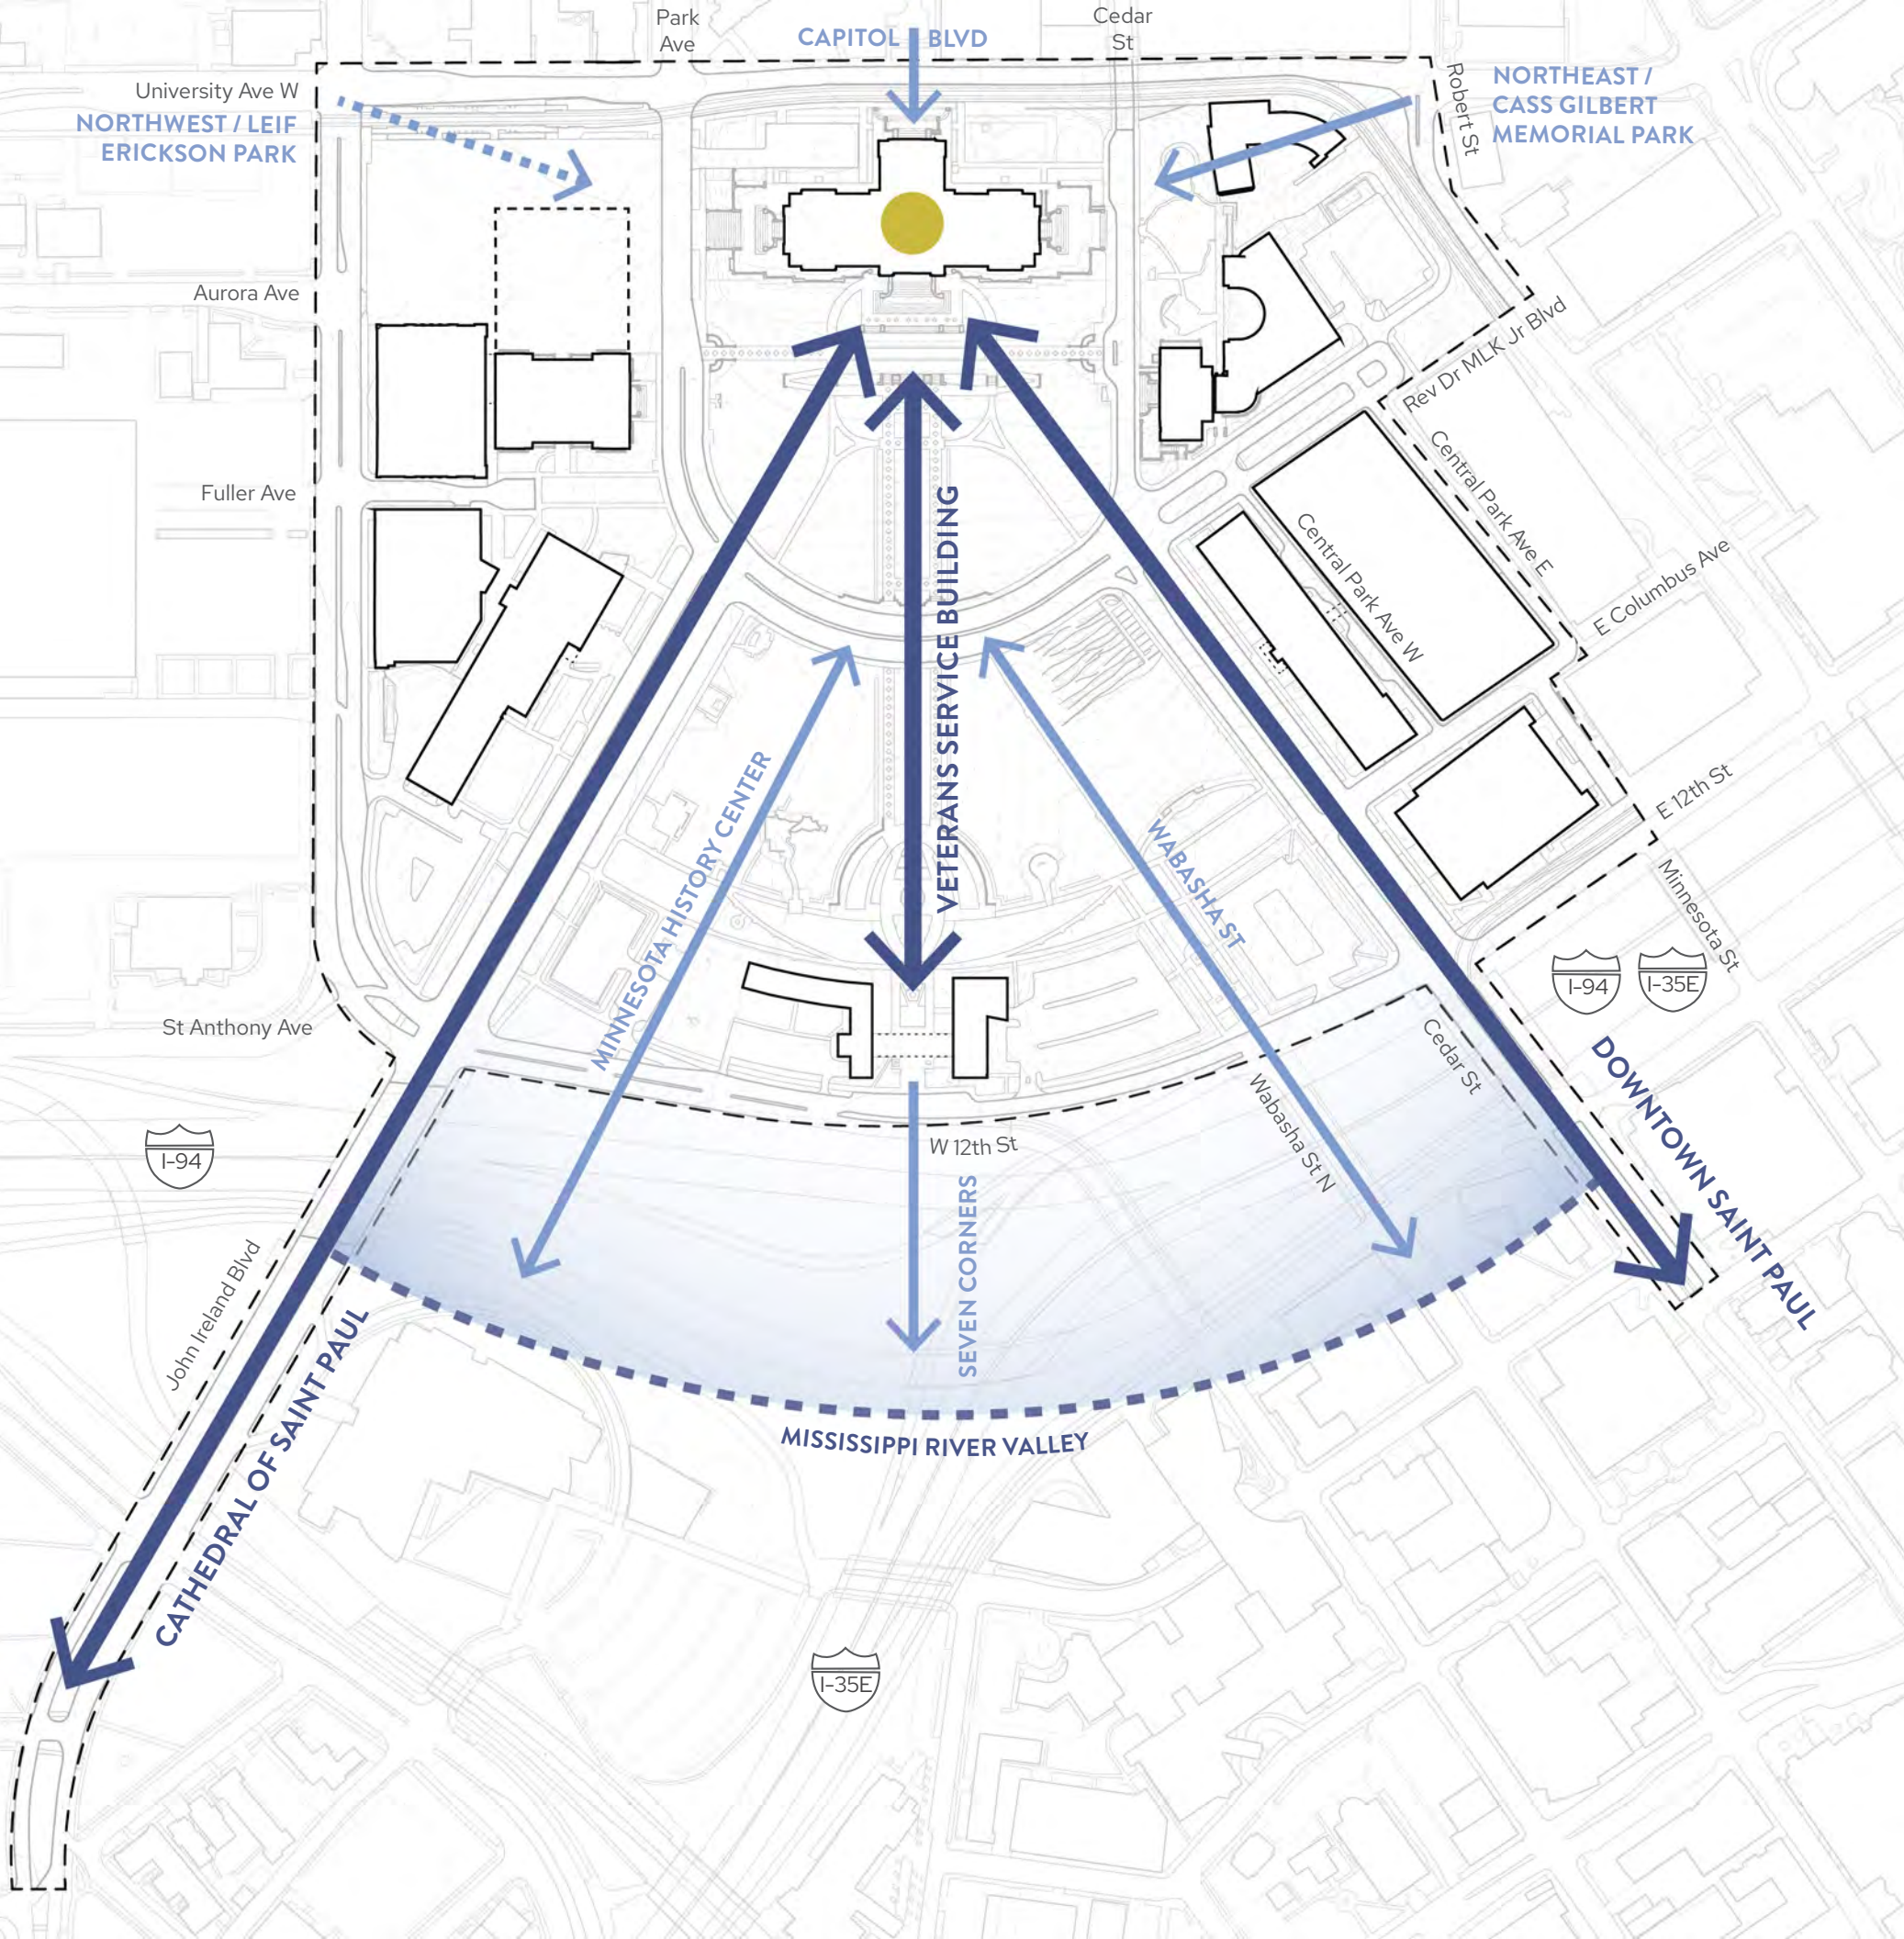 Park
Ave
Cedar
St
CAPITOL BLVD
University Ave W
NORTHWEST / LEIF
ERICKSON PARK
Robert St
NORTHEAST /
CASS GILBERT
MEMORIAL PARK
Aurora Ave
Rev Dr MLK Jr Blvd
Fuller Ave
Central Park Ave E
Central Park Ave W
E Columbus Ave
VETERANS SERVICE BUILDING
MINNESOTA HISTORY CENTER
WABASHA ST
E 12th St
Minnesota St
I-94
I-35E
St Anthony Ave
Cedar St
DOWNTOWN SAINT PAUL
Wabasha St N
W 12th St
I-94
SEVEN CORNERS
John Ireland Blvd
CATHEDRAL OF SAINT PAUL
MISSISSIPPI RIVER VALLEY
I-35E